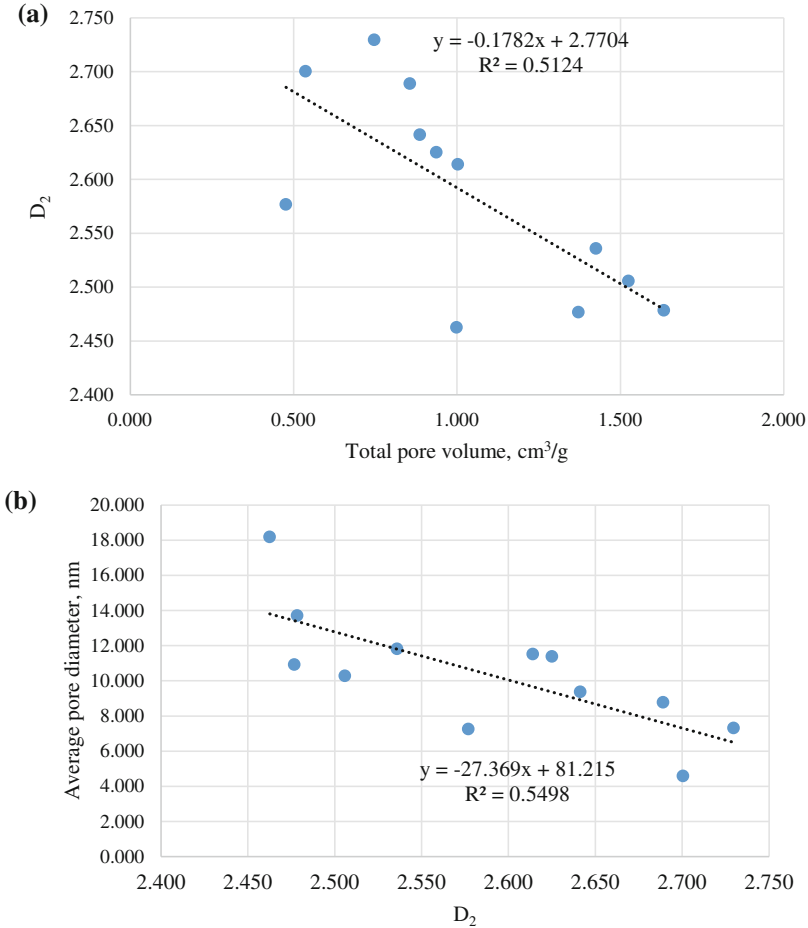 (a)
2.750
2.700
2.650
2.600
2.550
2.500
2.450
2.400
D₂
y = -0.1782x + 2.7704
R² = 0.5124
0.000 0.500 1.000 1.500 2.000
Total pore volume, cm³/g
(b)
20.000
18.000
16.000
14.000
12.000
10.000
8.000
6.000
4.000
2.000
0.000
Average pore diameter, nm
y = -27.369x + 81.215
R² = 0.5498
2.400 2.450 2.500 2.550 2.600 2.650 2.700 2.750
D₂